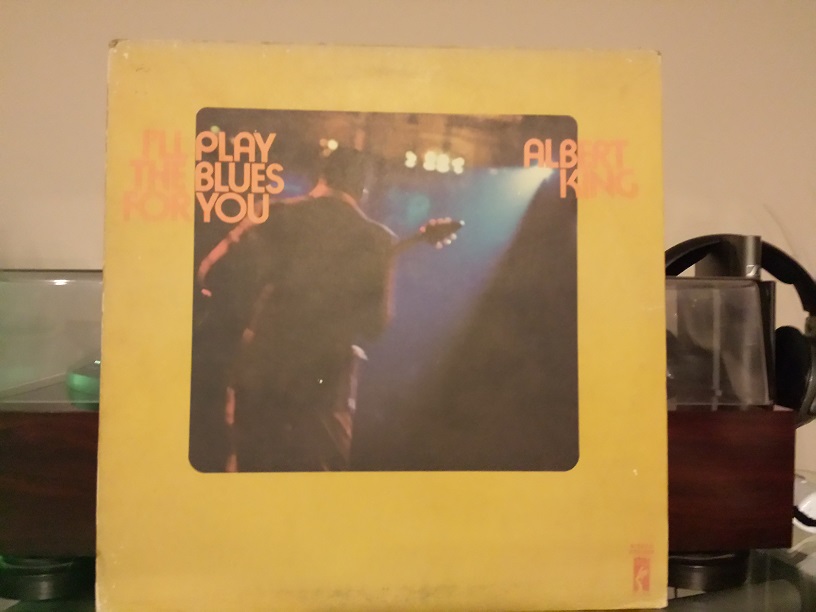 I'LL PLAY
THE BLUES
FOR YOU
ALBERT
KING